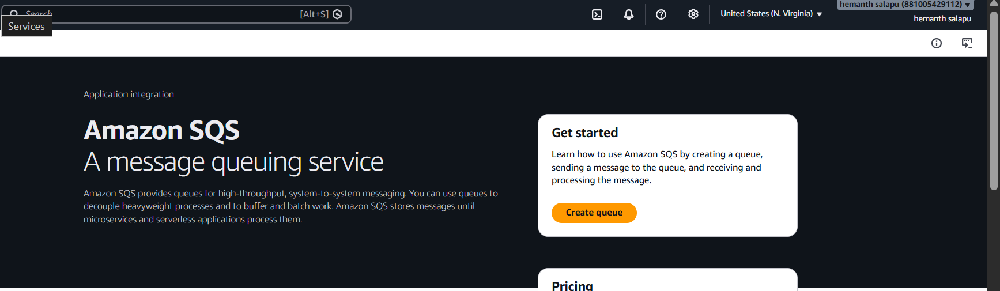 Search
[Alt+S]
Services
United States (N. Virginia)
hemanth salapu (881005429112)
hemanth salapu
Application integration
Amazon SQS
A message queuing service
Amazon SQS provides queues for high-throughput, system-to-system messaging. You can use queues to
decouple heavyweight processes and to buffer and batch work. Amazon SQS stores messages until
microservices and serverless applications process them.
Get started
Learn how to use Amazon SQS by creating a queue,
sending a message to the queue, and receiving and
processing the message.
Create queue
Pricing